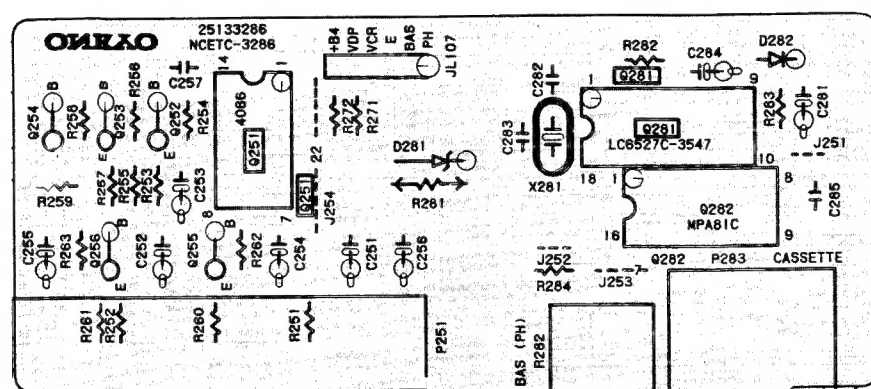 ONKYO
25133286
NCETC-3286
14
1
+B4
VDP
VCR
E
BAS
PH
JL107
R282
C284
D282
C257
C282
Q281
1
9
B
B
R256
B
Q254
R258
Q253
Q252
R254
4066
Q251
R272
R271
R283
C281
C283
Q281
LC6527C-3547
J251
E
E
D281
22
10
R257
R255
R253
C253
Q251
R259
R281
X281
18
1
8
C285
8
7
J254
Q282
MPA81C
B
B
C255
R263
Q256
C252
Q255
R262
C254
C251
C256
16
9
E
E
J252
R284
J253
Q282
P283
CASSETTE
R261
R252
R260
R251
P251
BAS (PH)
R282